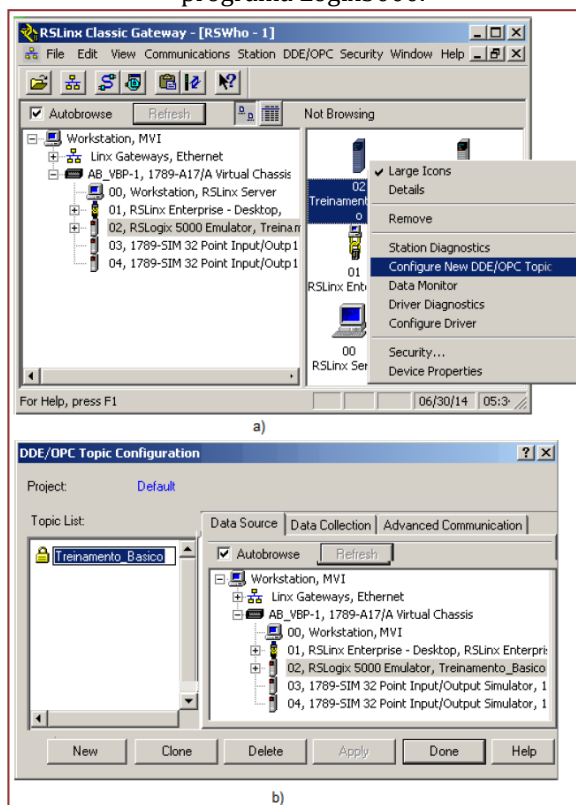 programa Logix5000.
RSLinx Classic Gateway - [RSWho - 1]
File Edit View Communications Station DDE/OPC Security Window Help
Autobrowse Refresh Not Browsing
Workstation, MVI
Linx Gateways, Ethernet
AB_VBP-1, 1789-A17/A Virtual Chassis
00, Workstation, RSLinx Server
01, RSLinx Enterprise - Desktop,
02, RSLogix 5000 Emulator, Treinam
03, 1789-SIM 32 Point Input/Outp1
04, 1789-SIM 32 Point Input/Outp1
02
Treinament
o
01
RSLinx Ent
00
RSLinx Ser
Large Icons
Details
Remove
Station Diagnostics
Configure New DDE/OPC Topic
Data Monitor
Driver Diagnostics
Configure Driver
Security...
Device Properties
For Help, press F1 06/30/14 05:3
a)
DDE/OPC Topic Configuration
Project: Default
Topic List:
Treinamento_Basico
Data Source Data Collection Advanced Communication
Autobrowse Refresh
Workstation, MVI
Linx Gateways, Ethernet
AB_VBP-1, 1789-A17/A Virtual Chassis
00, Workstation, MVI
01, RSLinx Enterprise - Desktop, RSLinx Enterpri
02, RSLogix 5000 Emulator, Treinamento_Basico
03, 1789-SIM 32 Point Input/Output Simulator, 1
04, 1789-SIM 32 Point Input/Output Simulator, 1
New Clone Delete Apply Done Help
b)